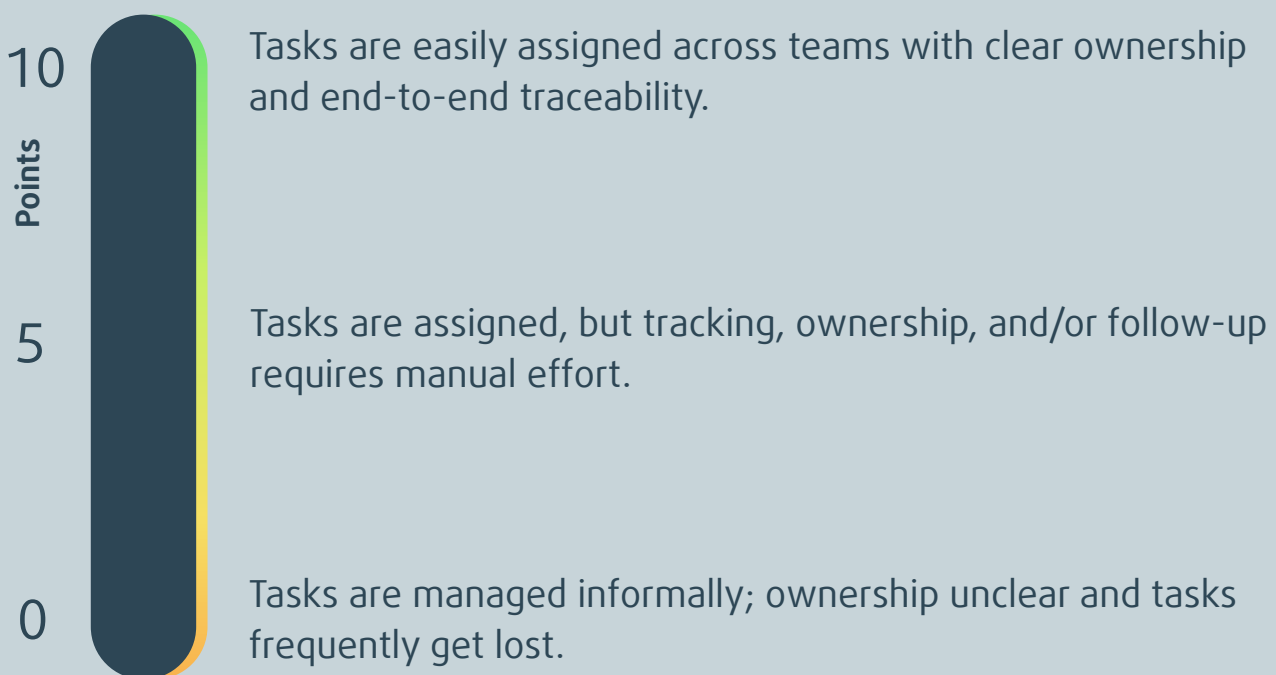 10
Tasks are easily assigned across teams with clear ownership
and end-to-end traceability.
Points
5
Tasks are assigned, but tracking, ownership, and/or follow-up
requires manual effort.
0
Tasks are managed informally; ownership unclear and tasks
frequently get lost.